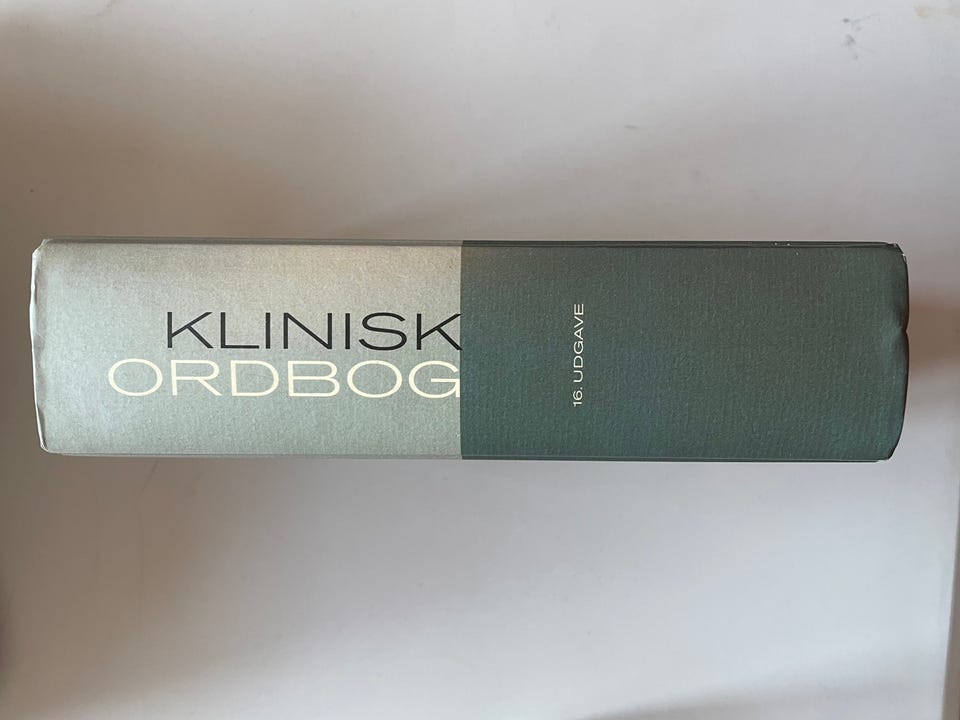 KLINISK
ORDBOG
16. UDGAVE